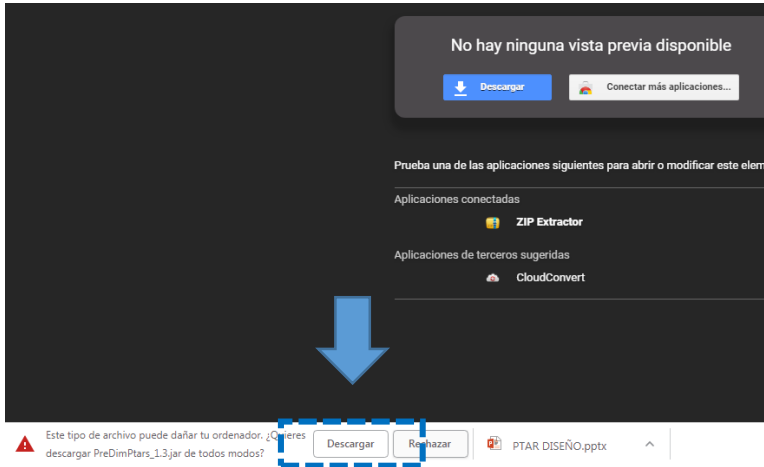 No hay ninguna vista previa disponible
Descargar
Conectar más aplicaciones...
Prueba una de las aplicaciones siguientes para abrir o modificar este elem
Aplicaciones conectadas
ZIP Extractor
Aplicaciones de terceros sugeridas
CloudConvert
Este tipo de archivo puede dañar tu ordenador. ¿Quieres
descargar PreDimPtars_1.3.jar de todos modos?
Descargar
Rechazar
PTAR DISEÑO.pptx